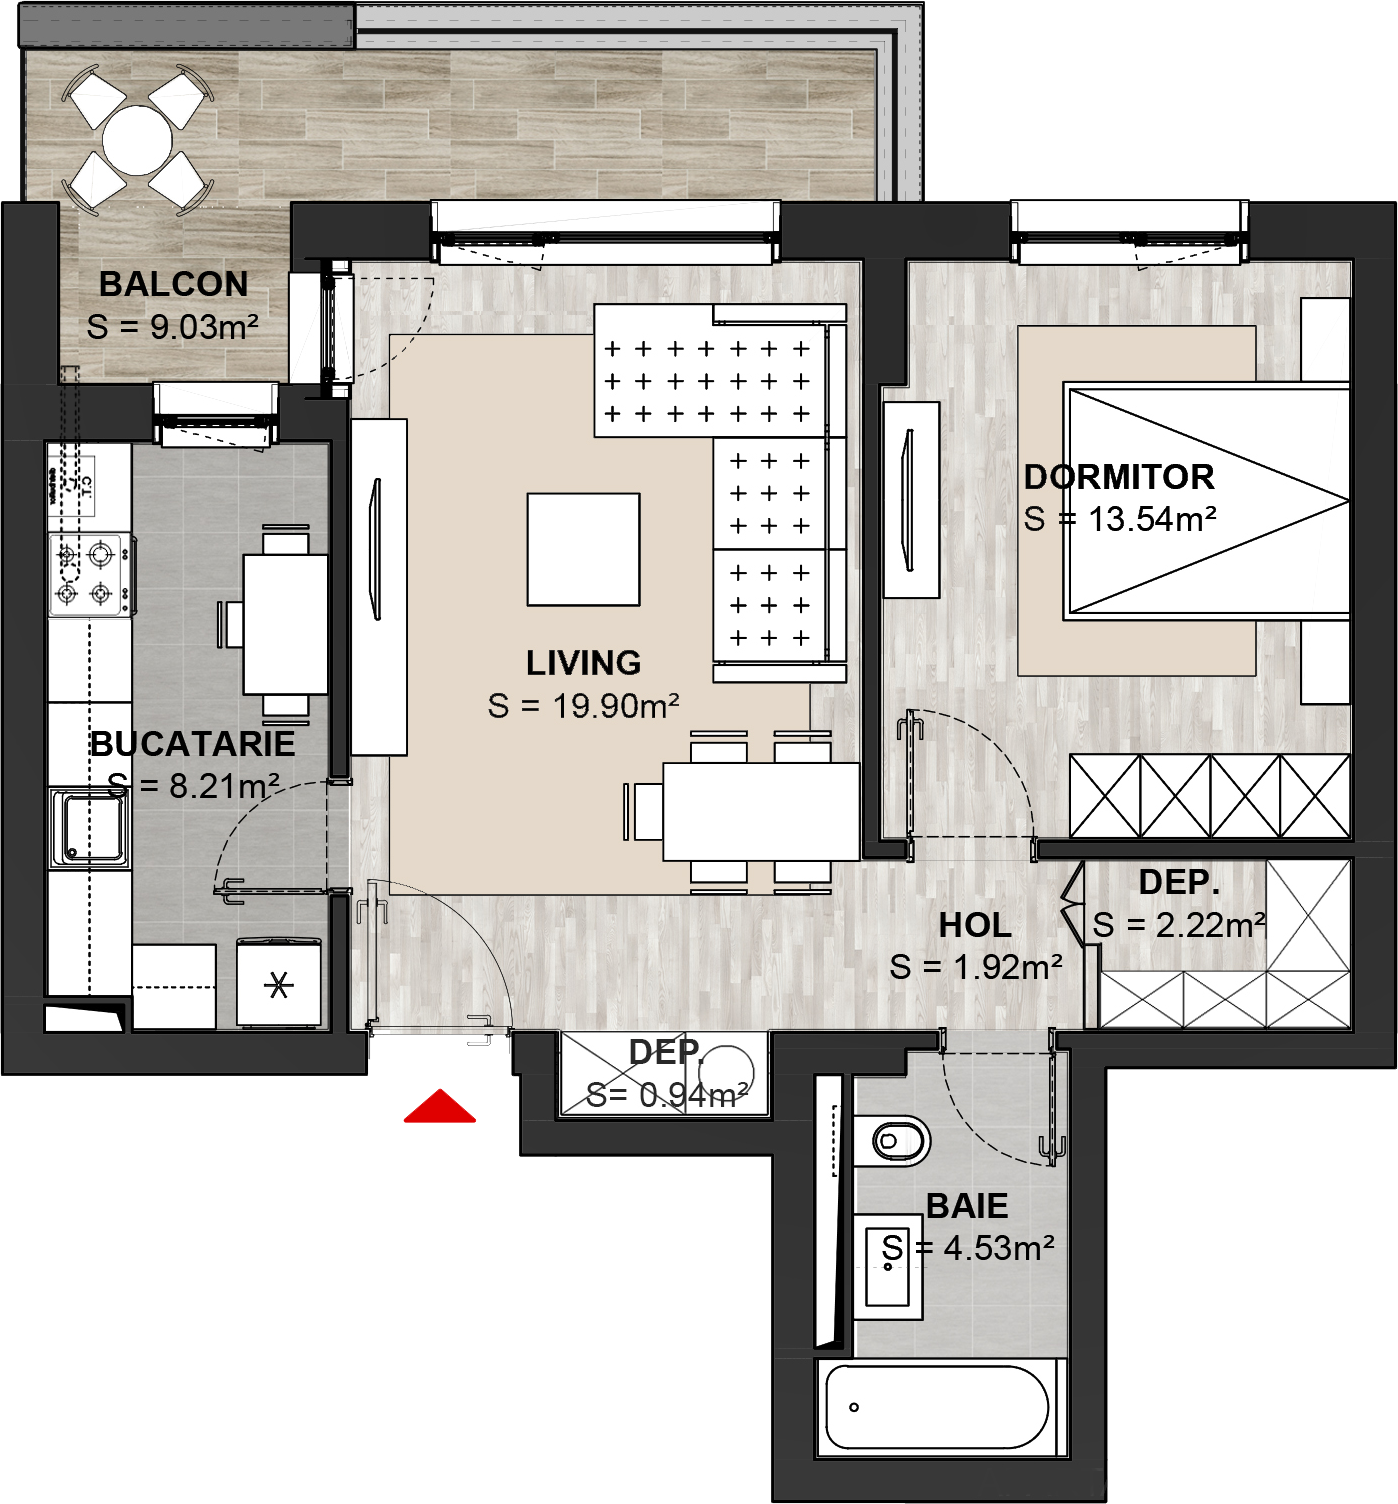 BALCON
S = 9.03m²
C.T.
DORMITOR
S = 13.54m²
LIVING
S = 19.90m²
BUCATARIE
S = 8.21m²
DEP.
S = 2.22m²
HOL
S = 1.92m²
DEP.
S= 0.94m²
BAIE
S = 4.53m²